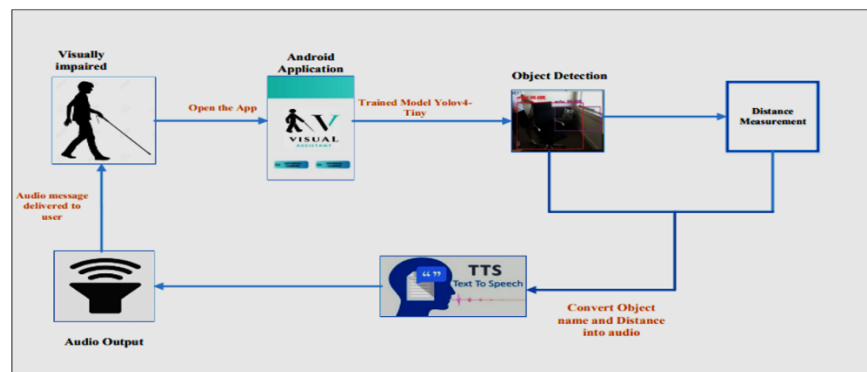 Visually
impaired
Open the App
Android
Application
VISUAL
ASSISTANT
Trained Model Yolov4-
Tiny
Object Detection
Distance
Measurement
Audio message
delivered to
user
TTS
Text To Speech
Convert Object
name and Distance
into audio
Audio Output